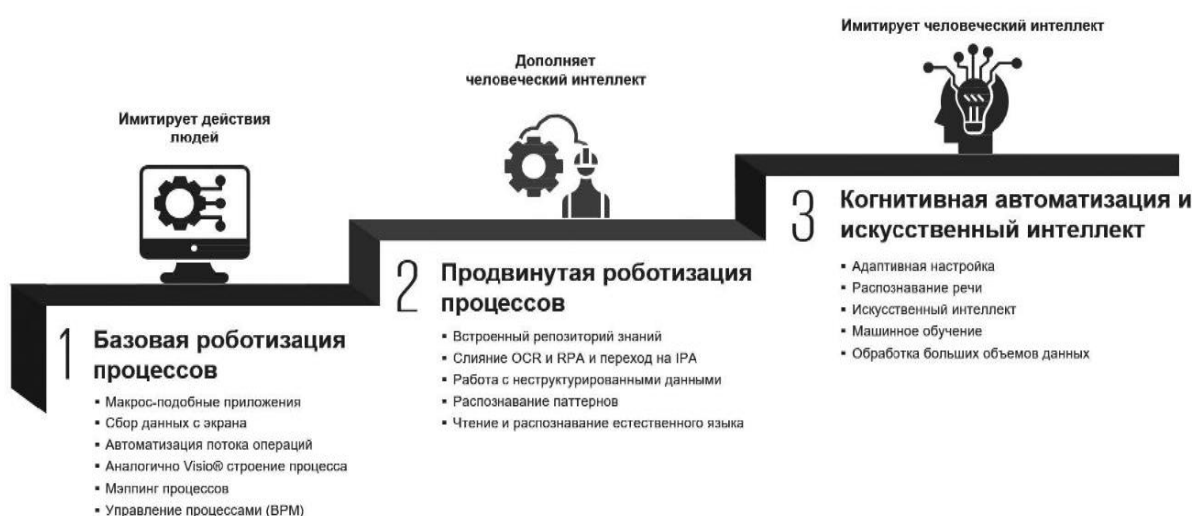 Имитирует действия
людей
1
Базовая роботизация
процессов
▪ Макрос-подобные приложения
▪ Сбор данных с экрана
▪ Автоматизация потока операций
▪ Аналогично Visio® строение процесса
▪ Мэппинг процессов
▪ Управление процессами (BPM)
Дополняет
человеческий интеллект
2
Продвинутая роботизация
процессов
▪ Встроенный репозиторий знаний
▪ Слияние OCR и RPA и переход на IPA
▪ Работа с неструктурированными данными
▪ Распознавание паттернов
▪ Чтение и распознавание естественного языка
Имитирует человеческий интеллект
3
Когнитивная автоматизация и
искусственный интеллект
▪ Адаптивная настройка
▪ Распознавание речи
▪ Искусственный интеллект
▪ Машинное обучение
▪ Обработка больших объемов данных